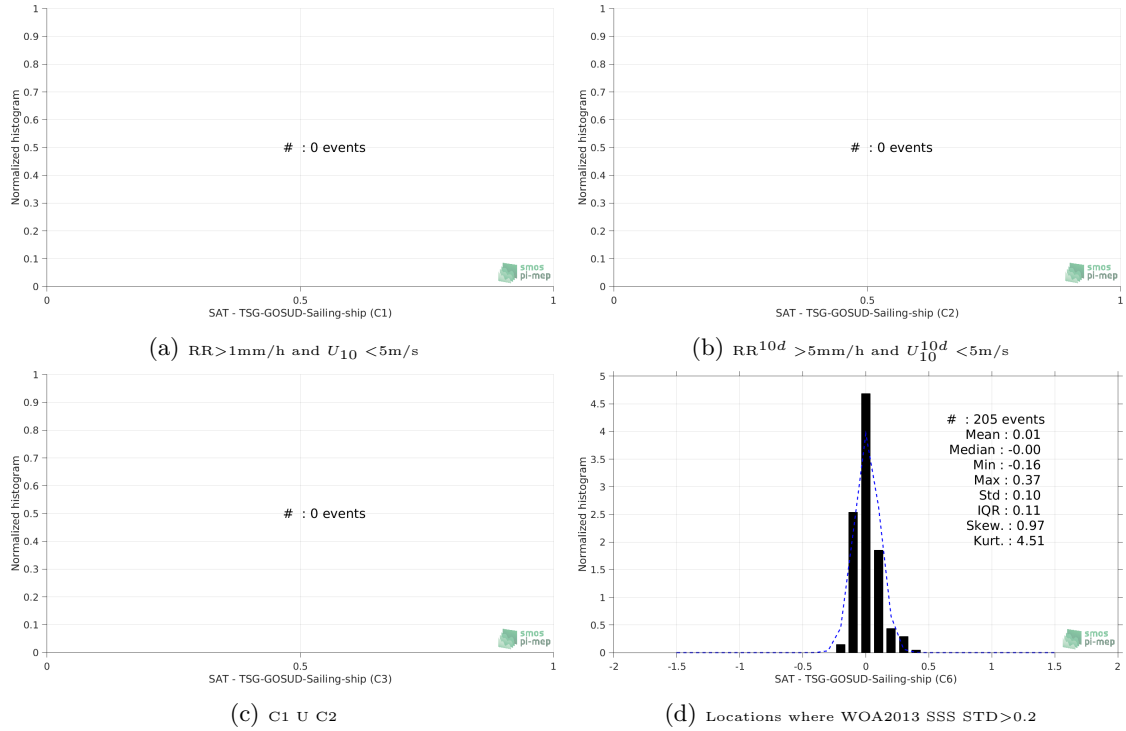 1
0.9
0.8
0.7
0.6
0.5
0.4
0.3
0.2
0.1
0
Normalized histogram
# : 0 events
smos
pi-mep
0 0.5 1
SAT - TSG-GOSUD-Sailing-ship (C1)
(a) RR>1mm/h and U10 <5m/s
1
0.9
0.8
0.7
0.6
0.5
0.4
0.3
0.2
0.1
0
Normalized histogram
# : 0 events
smos
pi-mep
0 0.5 1
SAT - TSG-GOSUD-Sailing-ship (C2)
(b) RR10d >5mm/h and U10d10 <5m/s
1
0.9
0.8
0.7
0.6
0.5
0.4
0.3
0.2
0.1
0
Normalized histogram
# : 0 events
smos
pi-mep
0 0.5 1
SAT - TSG-GOSUD-Sailing-ship (C3)
(c) C1 U C2
5
4.5
4
3.5
3
2.5
2
1.5
1
0.5
0
Normalized histogram
# : 205 events
Mean : 0.01
Median : -0.00
Min : -0.16
Max : 0.37
Std : 0.10
IQR : 0.11
Skew. : 0.97
Kurt. : 4.51
smos
pi-mep
-2 -1.5 -1 -0.5 0 0.5 1 1.5 2
SAT - TSG-GOSUD-Sailing-ship (C6)
(d) Locations where WOA2013 SSS STD>0.2